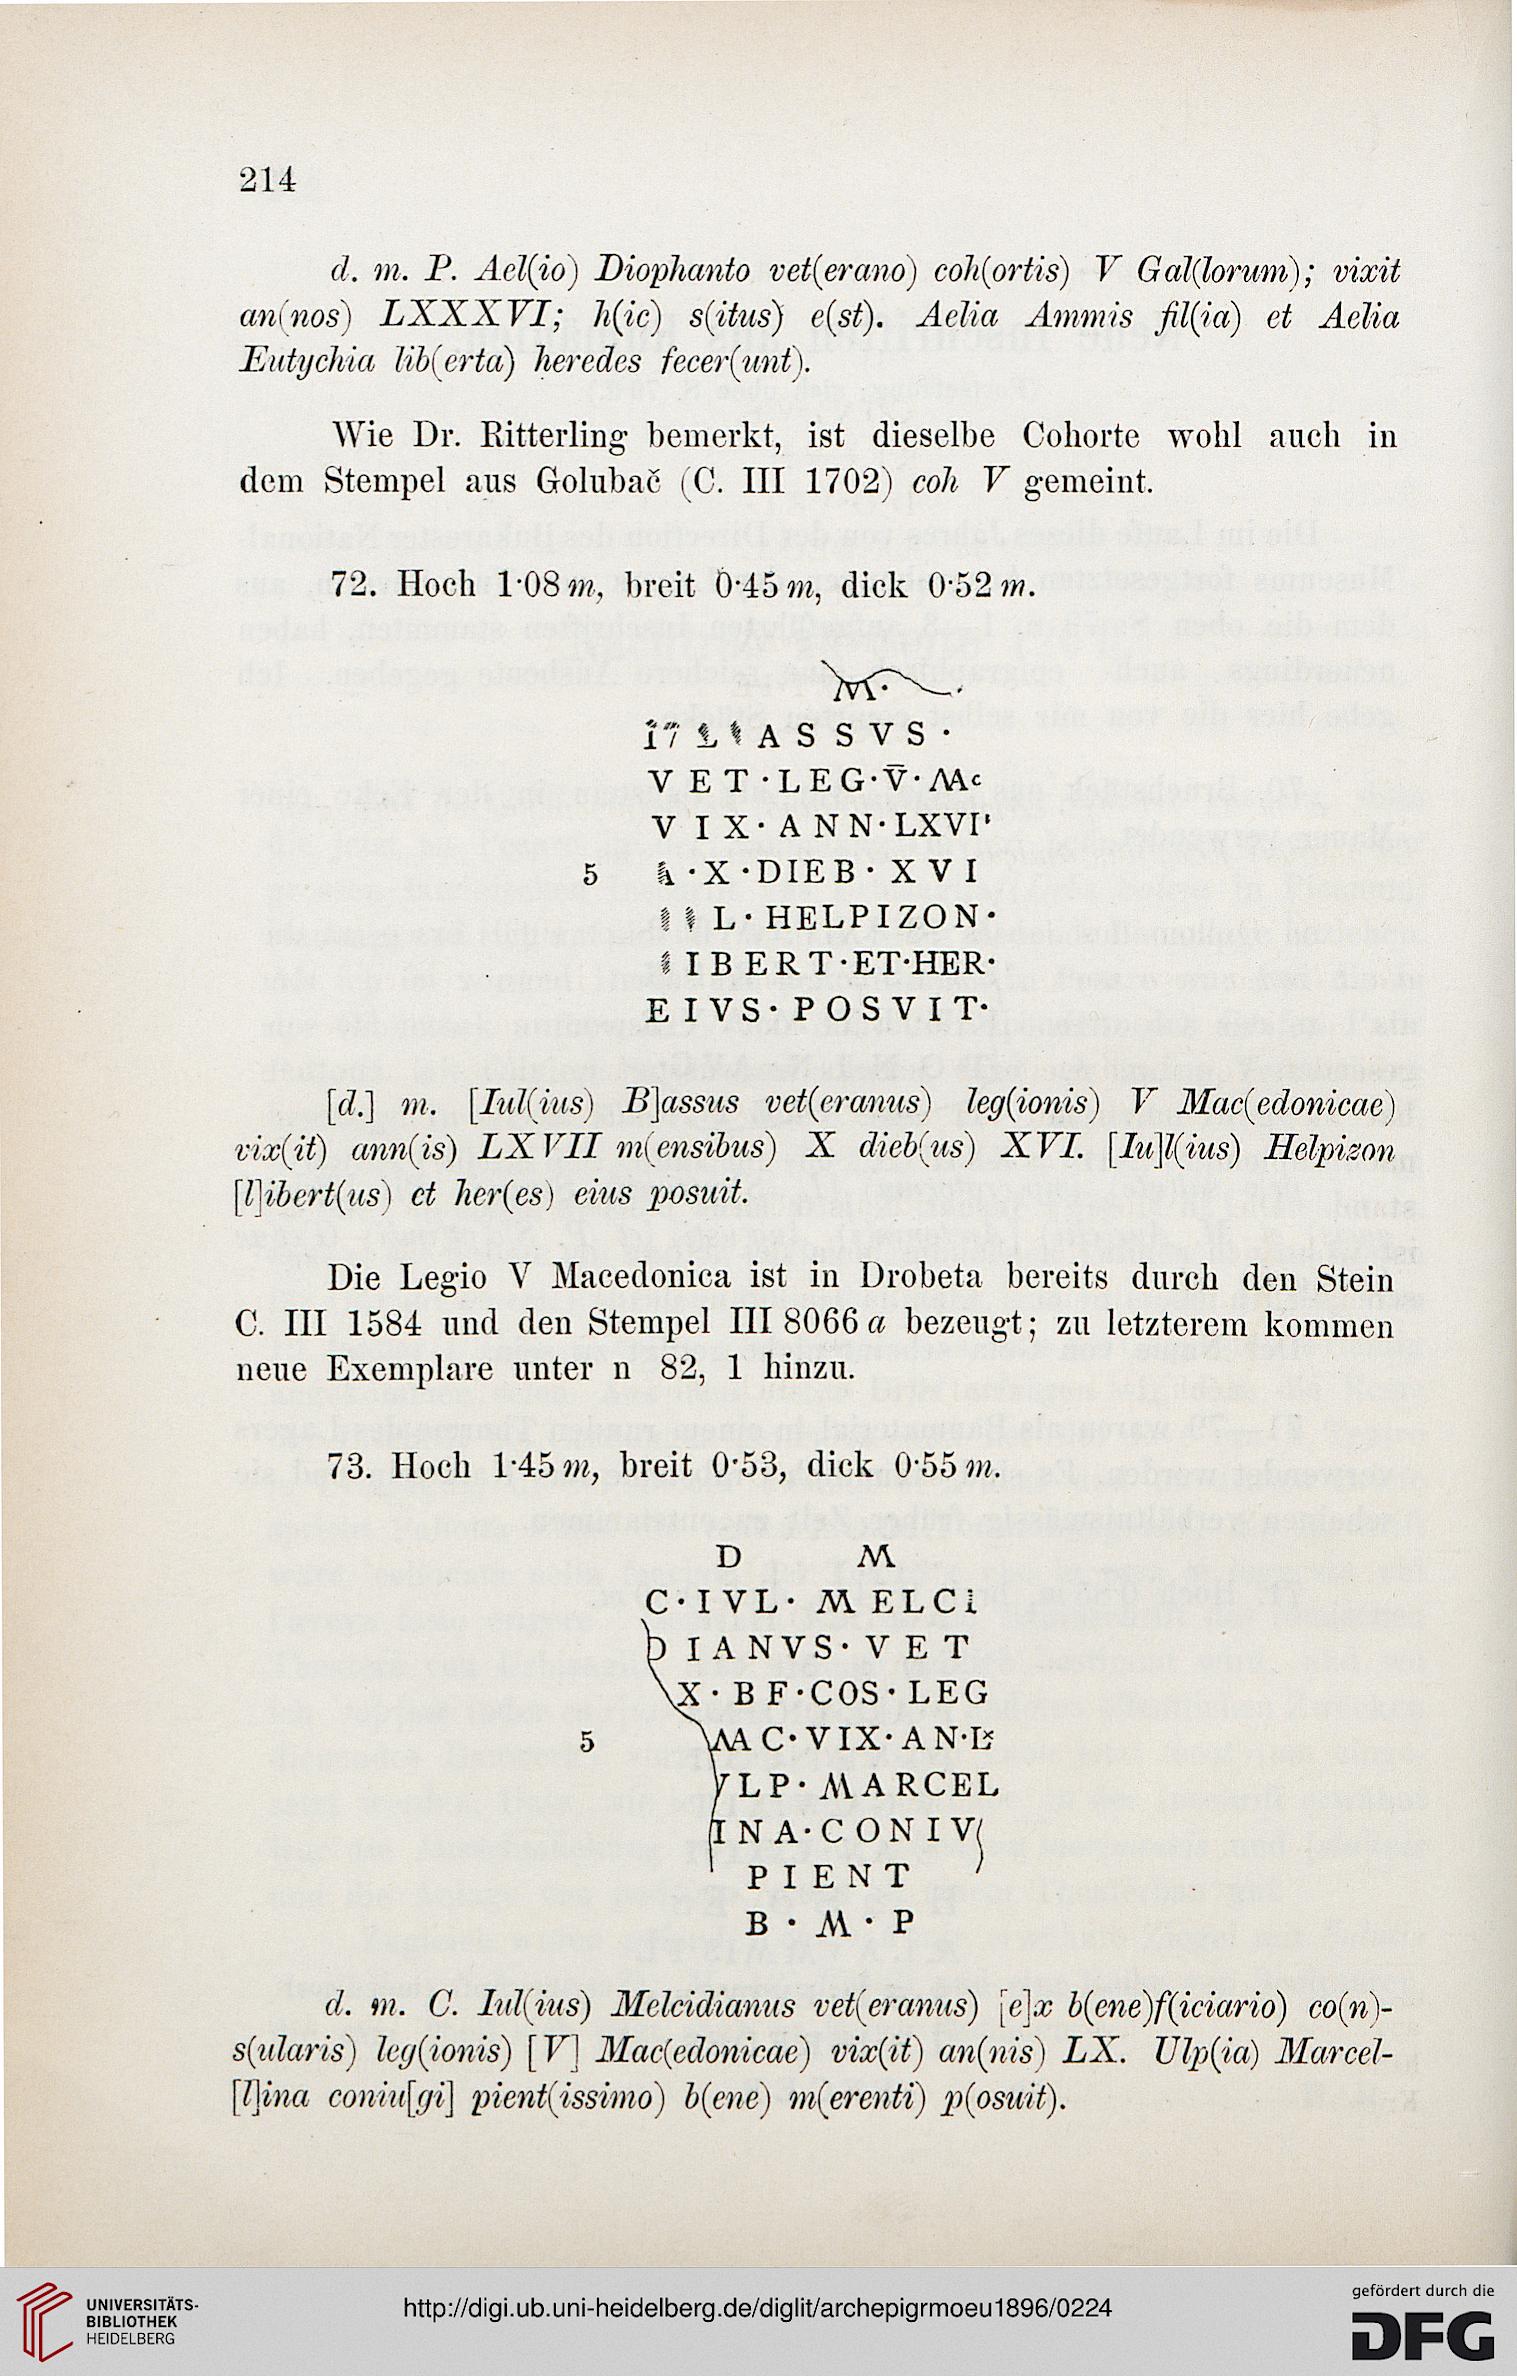 214
d. m. P. Ael(io) Diophanto vet(erano) coh(ortis) V Gal(lorum); vixit
an(nos) LXXXVI; h(ic) s(itus) e(st). Aelia Ammis fil(ia) et Aelia
Eutychia lib(erta) heredes fecer(unt).
Wie Dr. Ritterling bemerkt, ist dieselbe Cohorte wohl auch in
dem Stempel aus Golubač (C. III 1702) coh V gemeint.
72. Hoch 1·08 m, breit 0·45 m, dick 0·52 m.
M·
ASSVS·
VET·LEG·V̅·MAc
VIX·ANN·LXVI
5 ·X·DIEB·XVI
L·HELPIZON·
IBERT·ET·HER·
EIVS·POSVIT·
[d.] m. [Iul(ius) B]assus vet(eranus) leg(ionis) V Mac(edonicae)
vix(it) ann(is) LXVII m(ensibus) X dieb(us) XVI. [Iu]l(ius) Helpizon
[l]ibert(us) et her(es) eius posuit.
Die Legio V Macedonica ist in Drobeta bereits durch den Stein
C. III 1584 und den Stempel III 8066 a bezeugt; zu letzterem kommen
neue Exemplare unter n 82, 1 hinzu.
73. Hoch 1·45 m, breit 0·53, dick 0·55 m.
D M
C·IVL·MELCI
DIANVS·VET
X·BF·COS·LEG
5 MAC·VIX·AN·Lx
VLP·MARCEL
INA·CONIV
PIENT
B·M·P
d. m. C. Iul(ius) Melcidianus vet(eranus) [e]x b(ene)f(iciario) co(n)-
s(ularis) leg(ionis) [V] Mac(edonicae) vix(it) an(nis) LX. Ulp(ia) Marcel-
[l]ina coniu[gi] pient(issimo) b(ene) m(erenti) p(osuit).
UNIVERSITÄTS-
BIBLIOTHEK
HEIDELBERG
http://digi.ub.uni-heidelberg.de/diglit/archepigrmoeu1896/0224
gefördert durch die
DFG